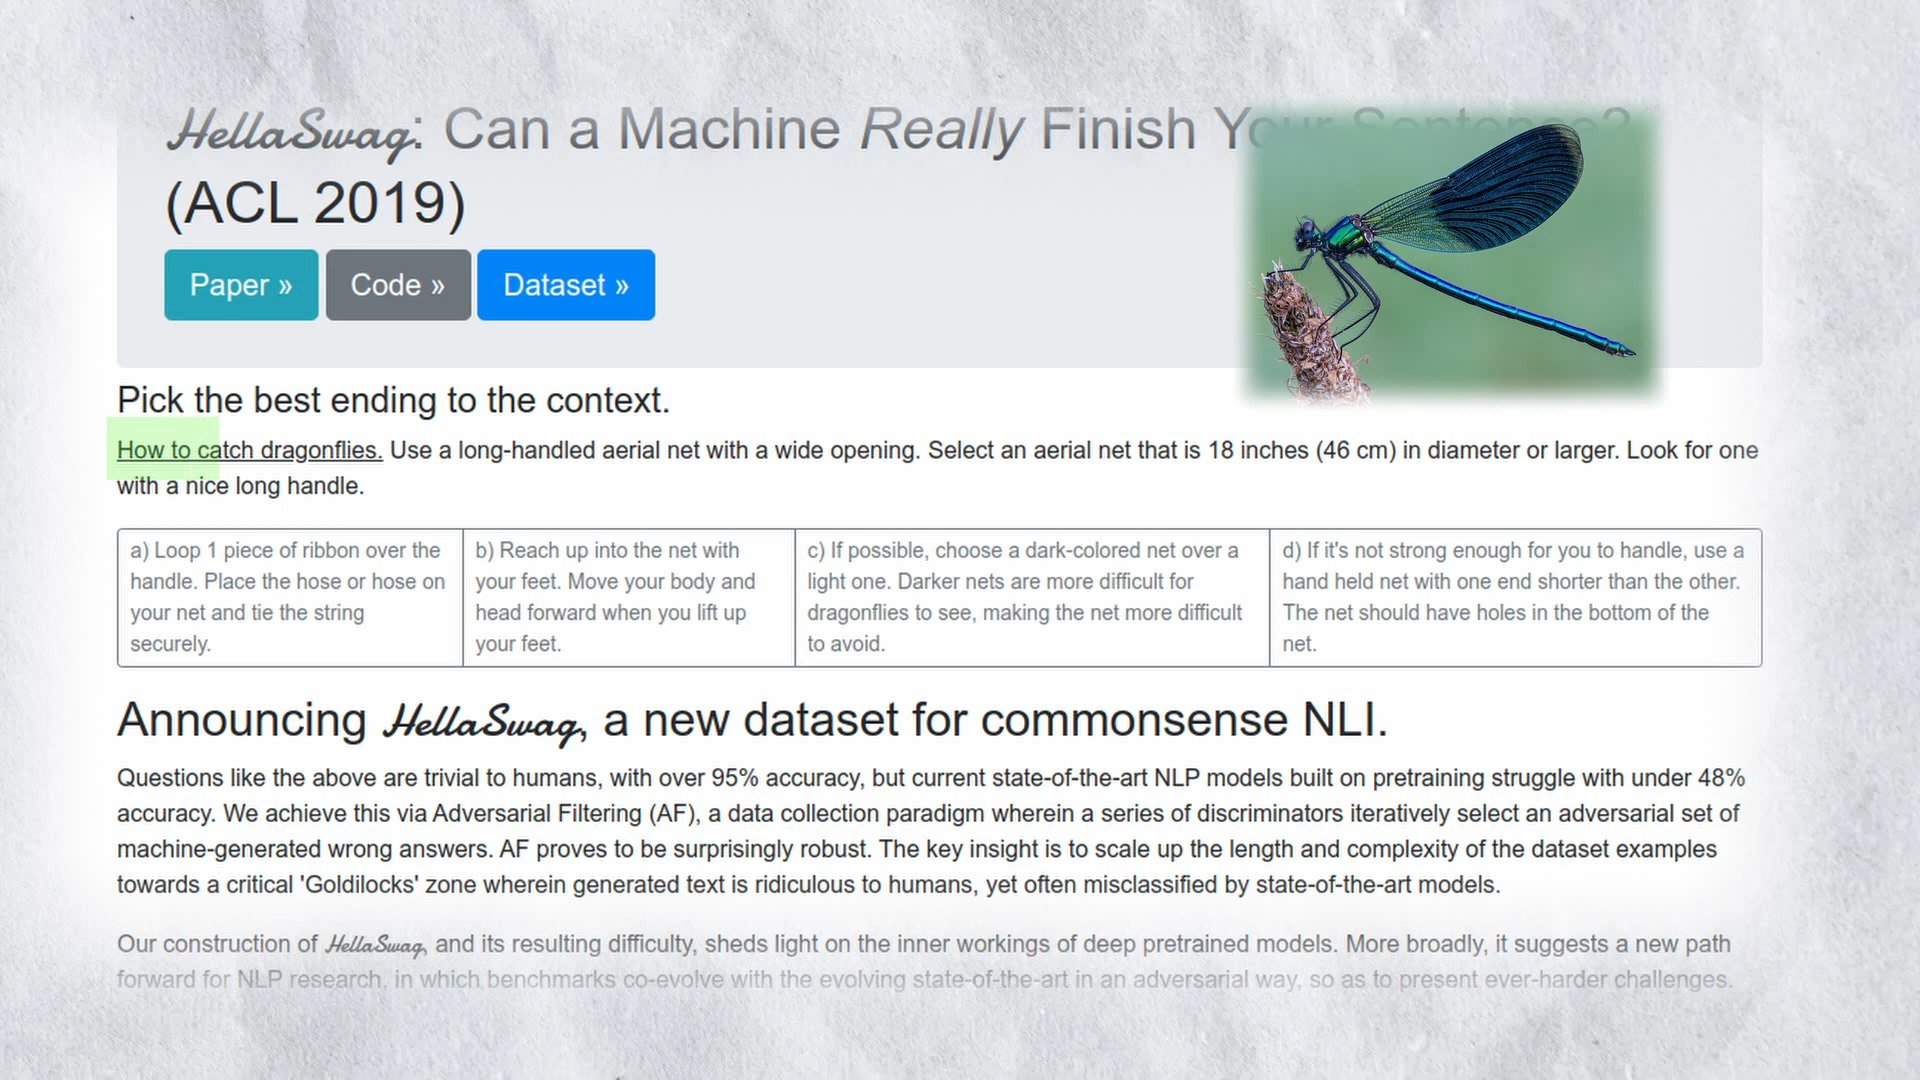 HellaSwag: Can a Machine Really Finish Your Sentence?
(ACL 2019)
Paper » Code » Dataset »
Pick the best ending to the context.
How to catch dragonflies. Use a long-handled aerial net with a wide opening. Select an aerial net that is 18 inches (46 cm) in diameter or larger. Look for one
with a nice long handle.
a) Loop 1 piece of ribbon over the
handle. Place the hose or hose on
your net and tie the string
securely.
b) Reach up into the net with
your feet. Move your body and
head forward when you lift up
your feet.
c) If possible, choose a dark-colored net over a
light one. Darker nets are more difficult for
dragonflies to see, making the net more difficult
to avoid.
d) If it's not strong enough for you to handle, use a
hand held net with one end shorter than the other.
The net should have holes in the bottom of the
net.
Announcing HellaSwag, a new dataset for commonsense NLI.
Questions like the above are trivial to humans, with over 95% accuracy, but current state-of-the-art NLP models built on pretraining struggle with under 48%
accuracy. We achieve this via Adversarial Filtering (AF), a data collection paradigm wherein a series of discriminators iteratively select an adversarial set of
machine-generated wrong answers. AF proves to be surprisingly robust. The key insight is to scale up the length and complexity of the dataset examples
towards a critical 'Goldilocks' zone wherein generated text is ridiculous to humans, yet often misclassified by state-of-the-art models.
Our construction of HellaSwag, and its resulting difficulty, sheds light on the inner workings of deep pretrained models. More broadly, it suggests a new path
forward for NLP research, in which benchmarks co-evolve with the evolving state-of-the-art in an adversarial way, so as to present ever-harder challenges.